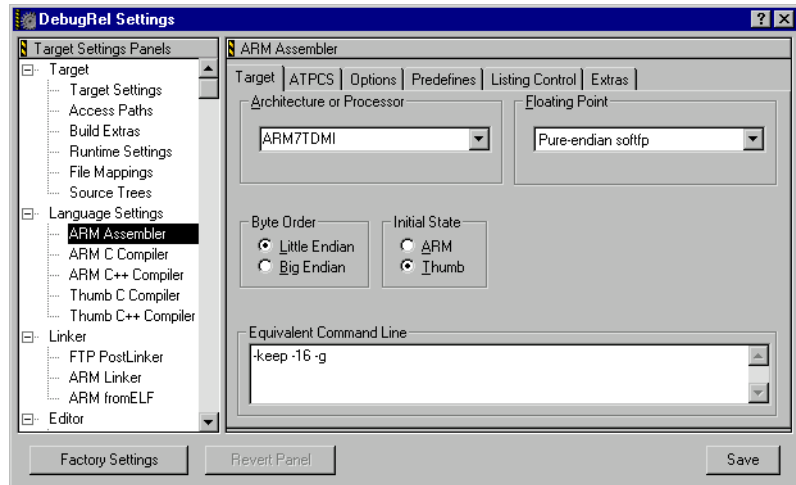 DebugRel Settings
Target Settings Panels
Target
Target Settings
Access Paths
Build Extras
Runtime Settings
File Mappings
Source Trees
Language Settings
ARM Assembler
ARM C Compiler
ARM C++ Compiler
Thumb C Compiler
Thumb C++ Compiler
Linker
FTP PostLinker
ARM Linker
ARM fromELF
Editor
ARM Assembler
Target ATPCS Options Predefines Listing Control Extras
Architecture or Processor
ARM7TDMI
Floating Point
Pure-endian softfp
Byte Order
Little Endian
Big Endian
Initial State
ARM
Thumb
Equivalent Command Line
-keep -16 -g
Factory Settings
Revert Panel
Save